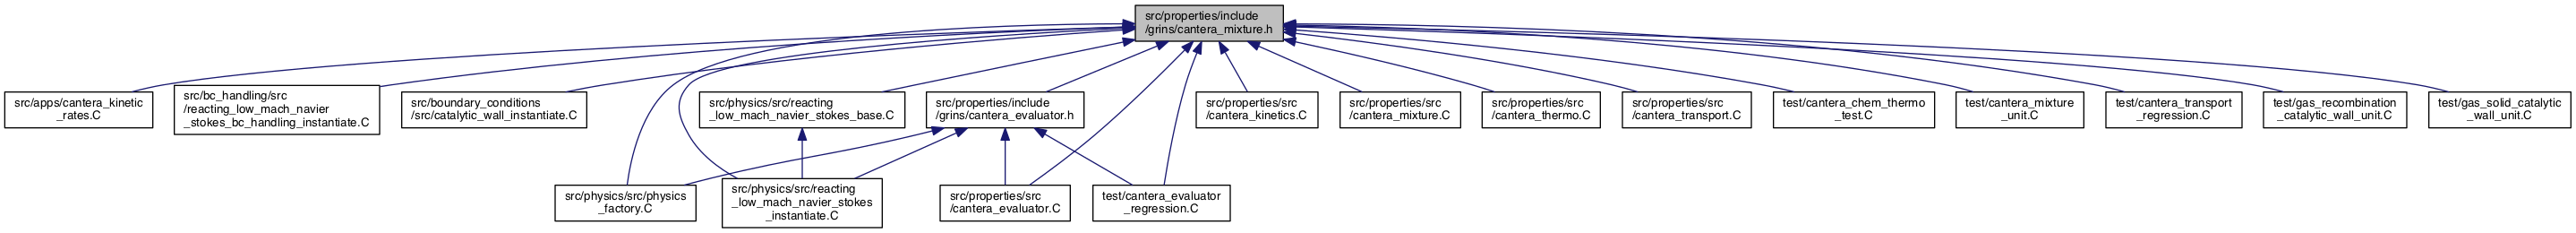 src/properties/include
/grins/cantera_mixture.h
src/apps/cantera_kinetic
_rates.C
src/bc_handling/src
/reacting_low_mach_navier
_stokes_bc_handling_instantiate.C
src/boundary_conditions
/src/catalytic_wall_instantiate.C
src/physics/src/reacting
_low_mach_navier_stokes_base.C
src/properties/include
/grins/cantera_evaluator.h
src/properties/src
/cantera_kinetics.C
src/properties/src
/cantera_mixture.C
src/properties/src
/cantera_thermo.C
src/properties/src
/cantera_transport.C
test/cantera_chem_thermo
_test.C
test/cantera_mixture
_unit.C
test/cantera_transport
_regression.C
test/gas_recombination
_catalytic_wall_unit.C
test/gas_solid_catalytic
_wall_unit.C
src/physics/src/physics
_factory.C
src/physics/src/reacting
_low_mach_navier_stokes
_instantiate.C
src/properties/src
/cantera_evaluator.C
test/cantera_evaluator
_regression.C